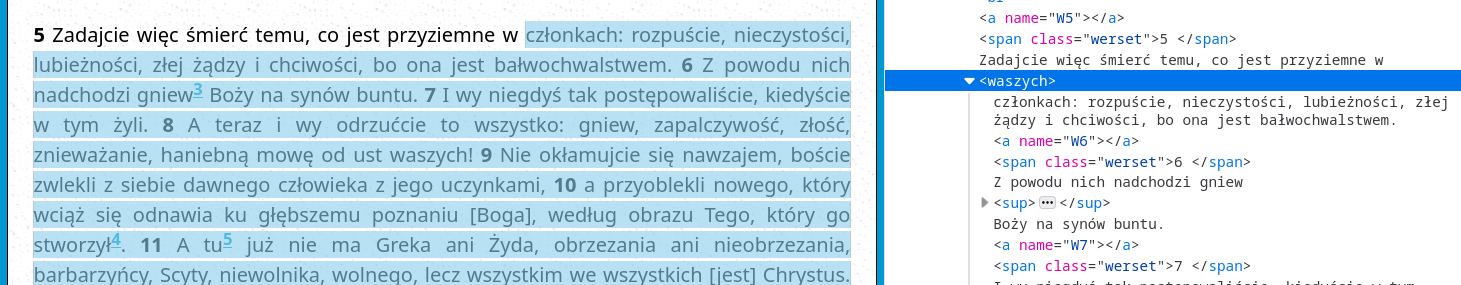 5 Zadajcie więc śmierć temu, co jest przyziemne w członkach: rozpuście, nieczystości,
lubieżności, złej żądzy i chciwości, bo ona jest bałwochwalstwem. 6 Z powodu nich
nadchodzi gniew3 Boży na synów buntu. 7 I wy niegdyś tak postępowaliście, kiedyście
w tym żyli. 8 A teraz i wy odrzućcie to wszystko: gniew, zapalczywość, złość,
znieważanie, haniebną mowę od ust waszych! 9 Nie okłamujcie się nawzajem, boście
zwlekli z siebie dawnego człowieka z jego uczynkami, 10 a przyoblekli nowego, który
wciąż się odnawia ku głębszemu poznaniu [Boga], według obrazu Tego, który go
stworzył4. 11 A tu5 już nie ma Greka ani Żyda, obrzezania ani nieobrzezania,
barbarzyńcy, Scyty, niewolnika, wolnego, lecz wszystkim we wszystkich [jest] Chrystus.
<a name="W5"></a>
<span class="werset">5 </span>
Zadajcie więc śmierć temu, co jest przyziemne w
<waszych>
członkach: rozpuście, nieczystości, lubieżności, złej
żądzy i chciwości, bo ona jest bałwochwalstwem.
<a name="W6"></a>
<span class="werset">6 </span>
Z powodu nich nadchodzi gniew
<sup>…</sup>
Boży na synów buntu.
<a name="W7"></a>
<span class="werset">7 </span>